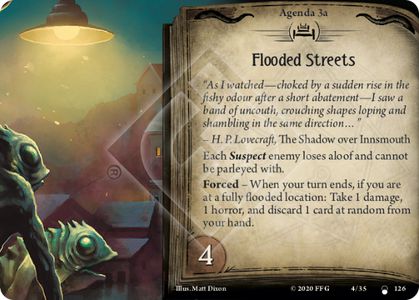 Agenda 3a
Flooded Streets
“As I watched—choked by a sudden rise in the
fishy odour after a short abatement—I saw a
band of uncouth, crouching shapes loping and
shambling in the same direction…”
– H. P. Lovecraft, The Shadow over Innsmouth
Each Suspect enemy loses aloof and cannot
be parleyed with.
Forced – When your turn ends, if you are
at a fully flooded location: Take 1 damage,
1 horror, and discard 1 card at random from
your hand.
4
Illus. Matt Dixon
© 2020 FFG
4/35
126